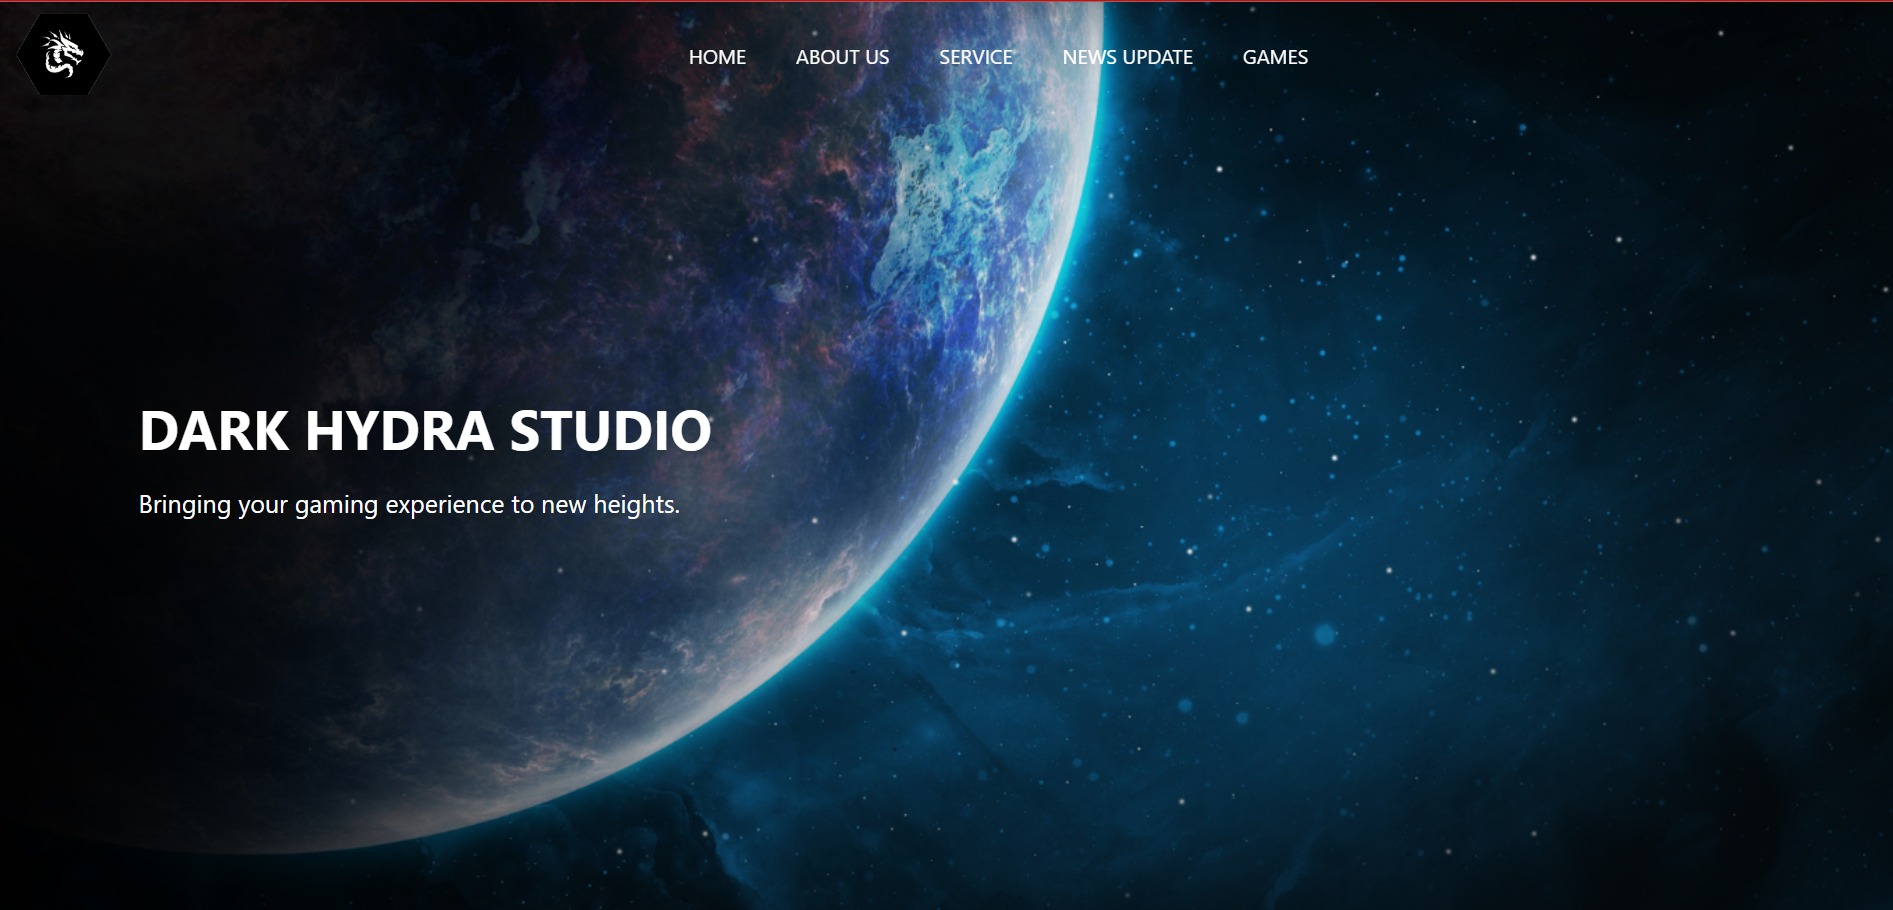 HOME ABOUT US SERVICE NEWS UPDATE GAMES
DARK HYDRA STUDIO
Bringing your gaming experience to new heights.